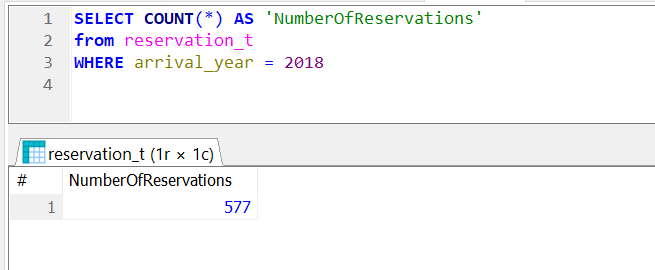 1 SELECT COUNT(*) AS 'NumberOfReservations'
2 from reservation_t
3 WHERE arrival_year = 2018
4
reservation_t (1r × 1c)
# NumberOfReservations
1 577